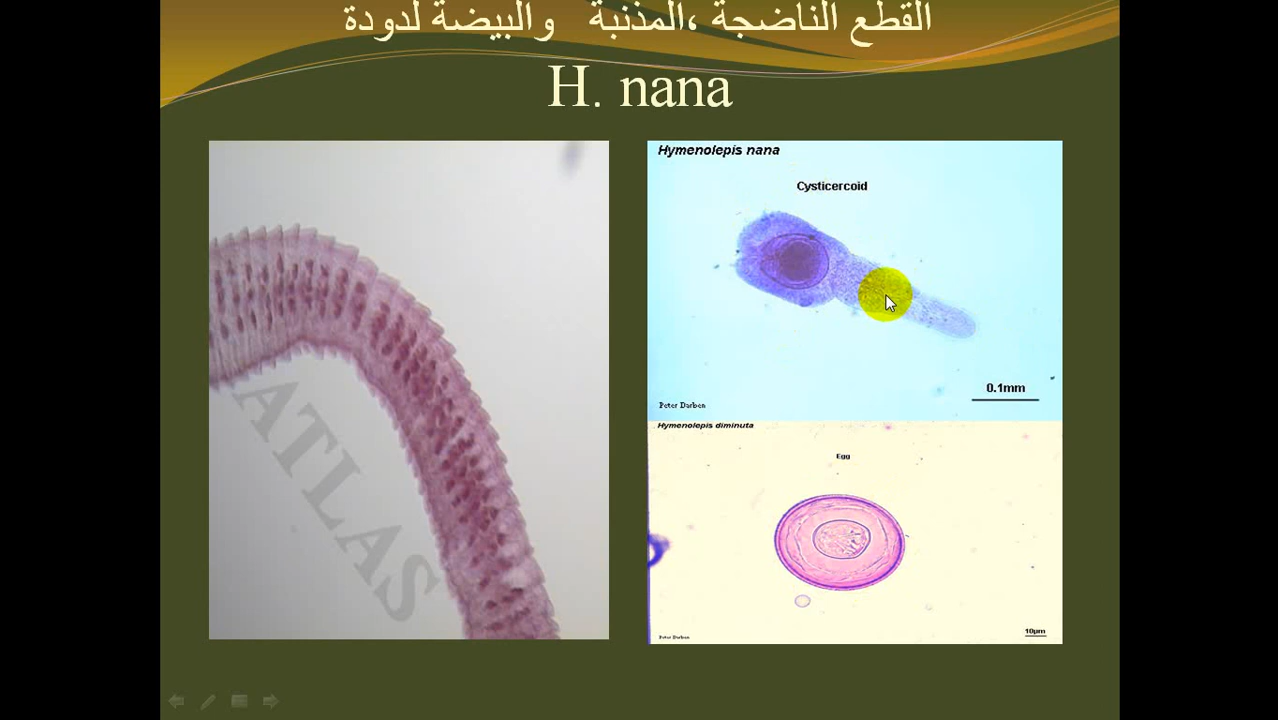 القطع الناضجة ،المذنبة والبيضة لدودة
H. nana
ATLAS
Hymenolepis nana
Cysticercoid
0.1mm
Peter Darben
Hymenolepis diminuta
Egg
10µm
Peter Darben